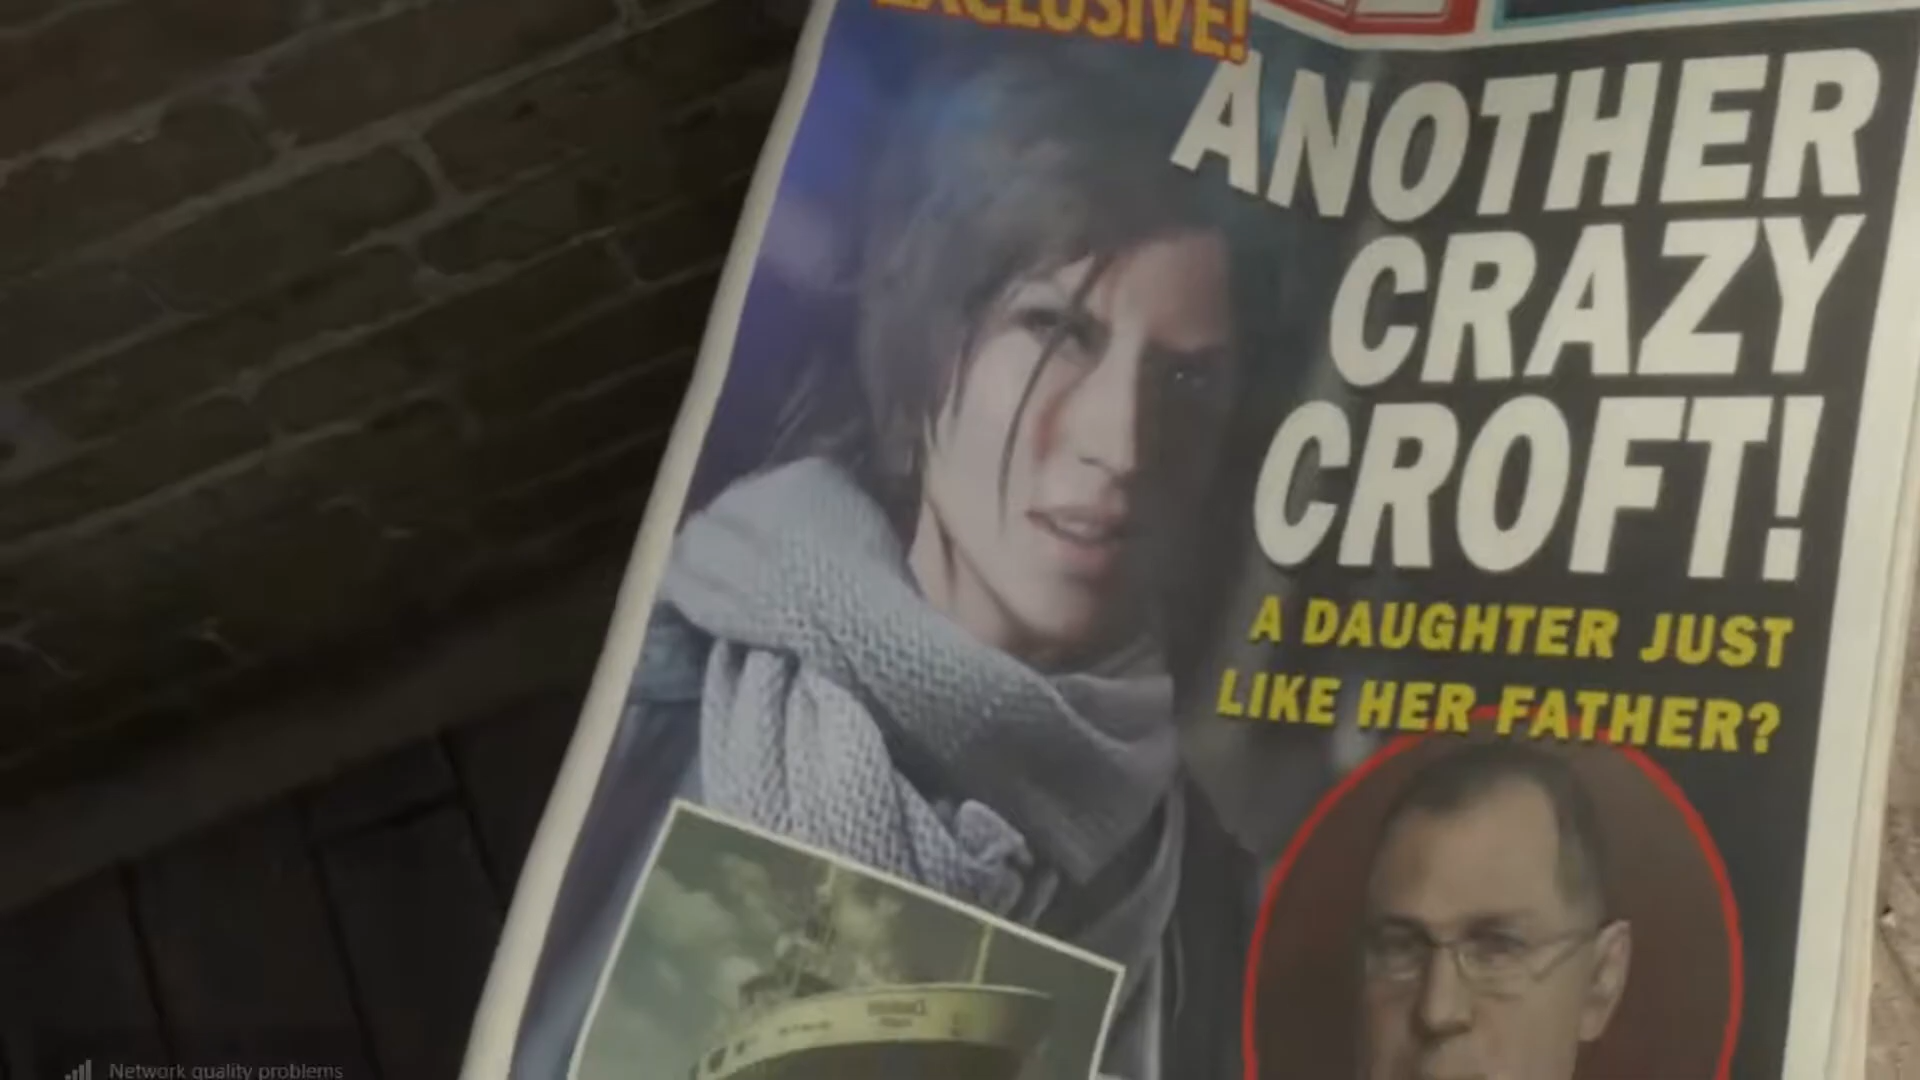 EXCLUSIVE!
ANOTHER
CRAZY
CROFT!
A DAUGHTER JUST
LIKE HER FATHER?
Network quality problems